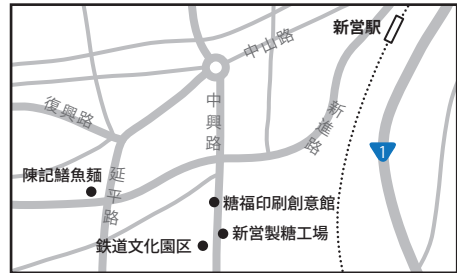 新営駅
中山路
復興路
中興路
新進路
1
陳記鱔魚麺
延平路
糖福印刷創意館
新営製糖工場
鉄道文化園区